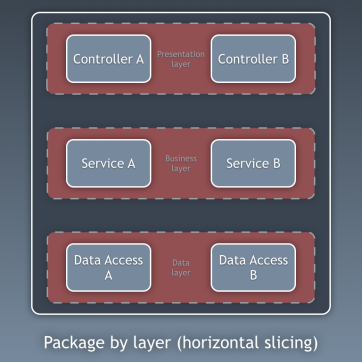 Controller A
Presentation
layer
Controller B
Service A
Business
layer
Service B
Data Access
A
Data
layer
Data Access
B
Package by layer (horizontal slicing)